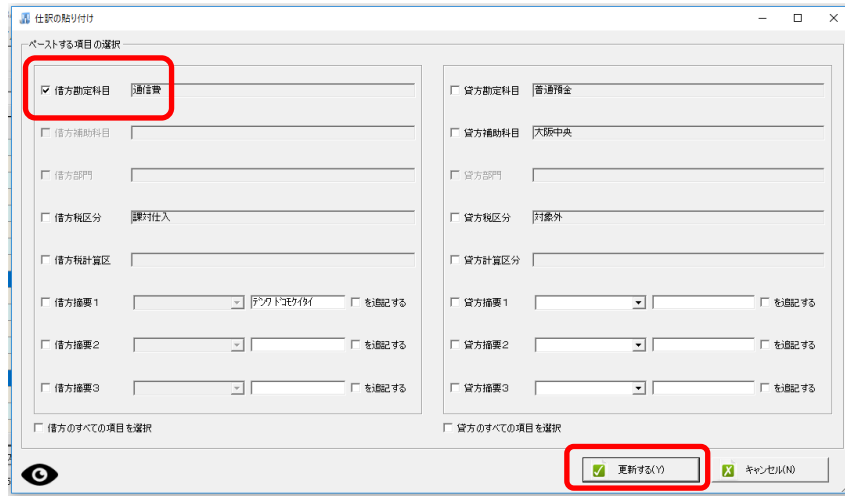 仕訳の貼り付け
ペーストする項目の選択
借方勘定科目 通信費
借方補助科目
借方部門
借方税区分 課対仕入
借方税計算区
借方摘要1 ﾃﾞﾝﾜ ﾄﾞｺﾓｹｲﾀｲ を追記する
借方摘要2 を追記する
借方摘要3 を追記する
借方のすべての項目を選択
貸方勘定科目 普通預金
貸方補助科目 大阪中央
貸方部門
貸方税区分 対象外
貸方計算区分
貸方摘要1 を追記する
貸方摘要2 を追記する
貸方摘要3 を追記する
貸方のすべての項目を選択
更新する(Y)
キャンセル(N)